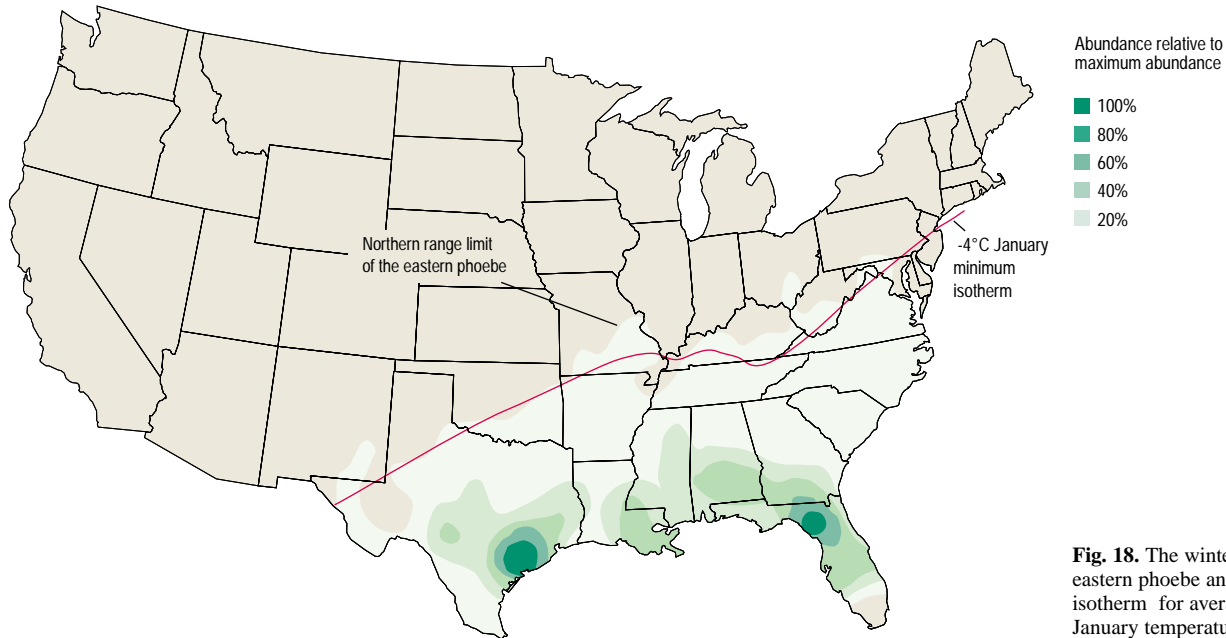 Abundance relative to
maximum abundance
100%
80%
60%
40%
20%
Northern range limit
of the eastern phoebe
-4°C January
minimum
isotherm
Fig. 18. The winte
eastern phoebe an
isotherm for aver
January temperatu